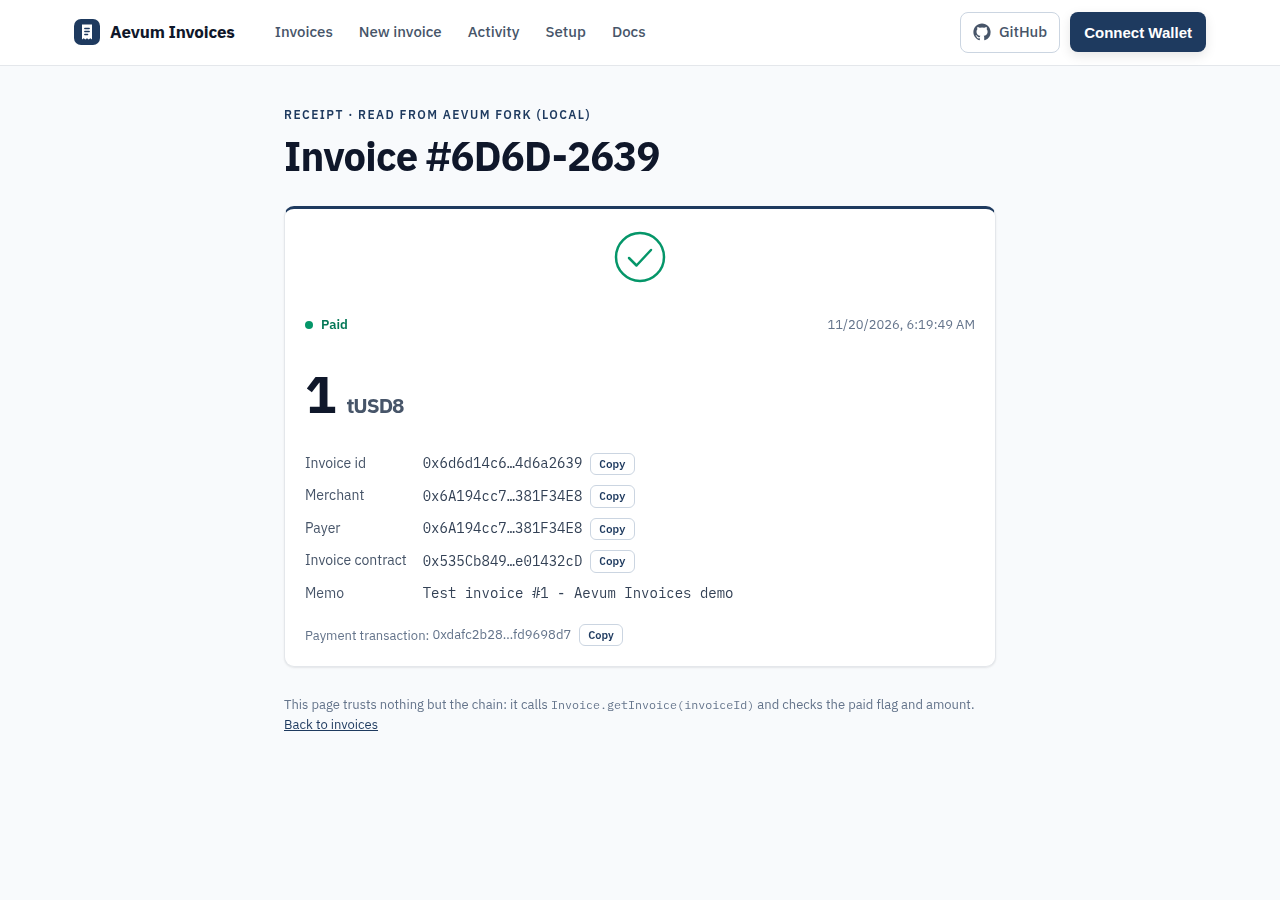 Aevum Invoices Invoices New invoice Activity Setup Docs GitHub Connect Wallet
RECEIPT · READ FROM AEVUM FORK (LOCAL)
Invoice #6D6D-2639
Paid 11/20/2026, 6:19:49 AM
1 tUSD8
Invoice id 0x6d6d14c6…4d6a2639 Copy
Merchant 0x6A194cc7…381F34E8 Copy
Payer 0x6A194cc7…381F34E8 Copy
Invoice contract 0x535Cb849…e01432cD Copy
Memo Test invoice #1 - Aevum Invoices demo
Payment transaction: 0xdafc2b28…fd9698d7 Copy
This page trusts nothing but the chain: it calls Invoice.getInvoice(invoiceId) and checks the paid flag and amount.
Back to invoices